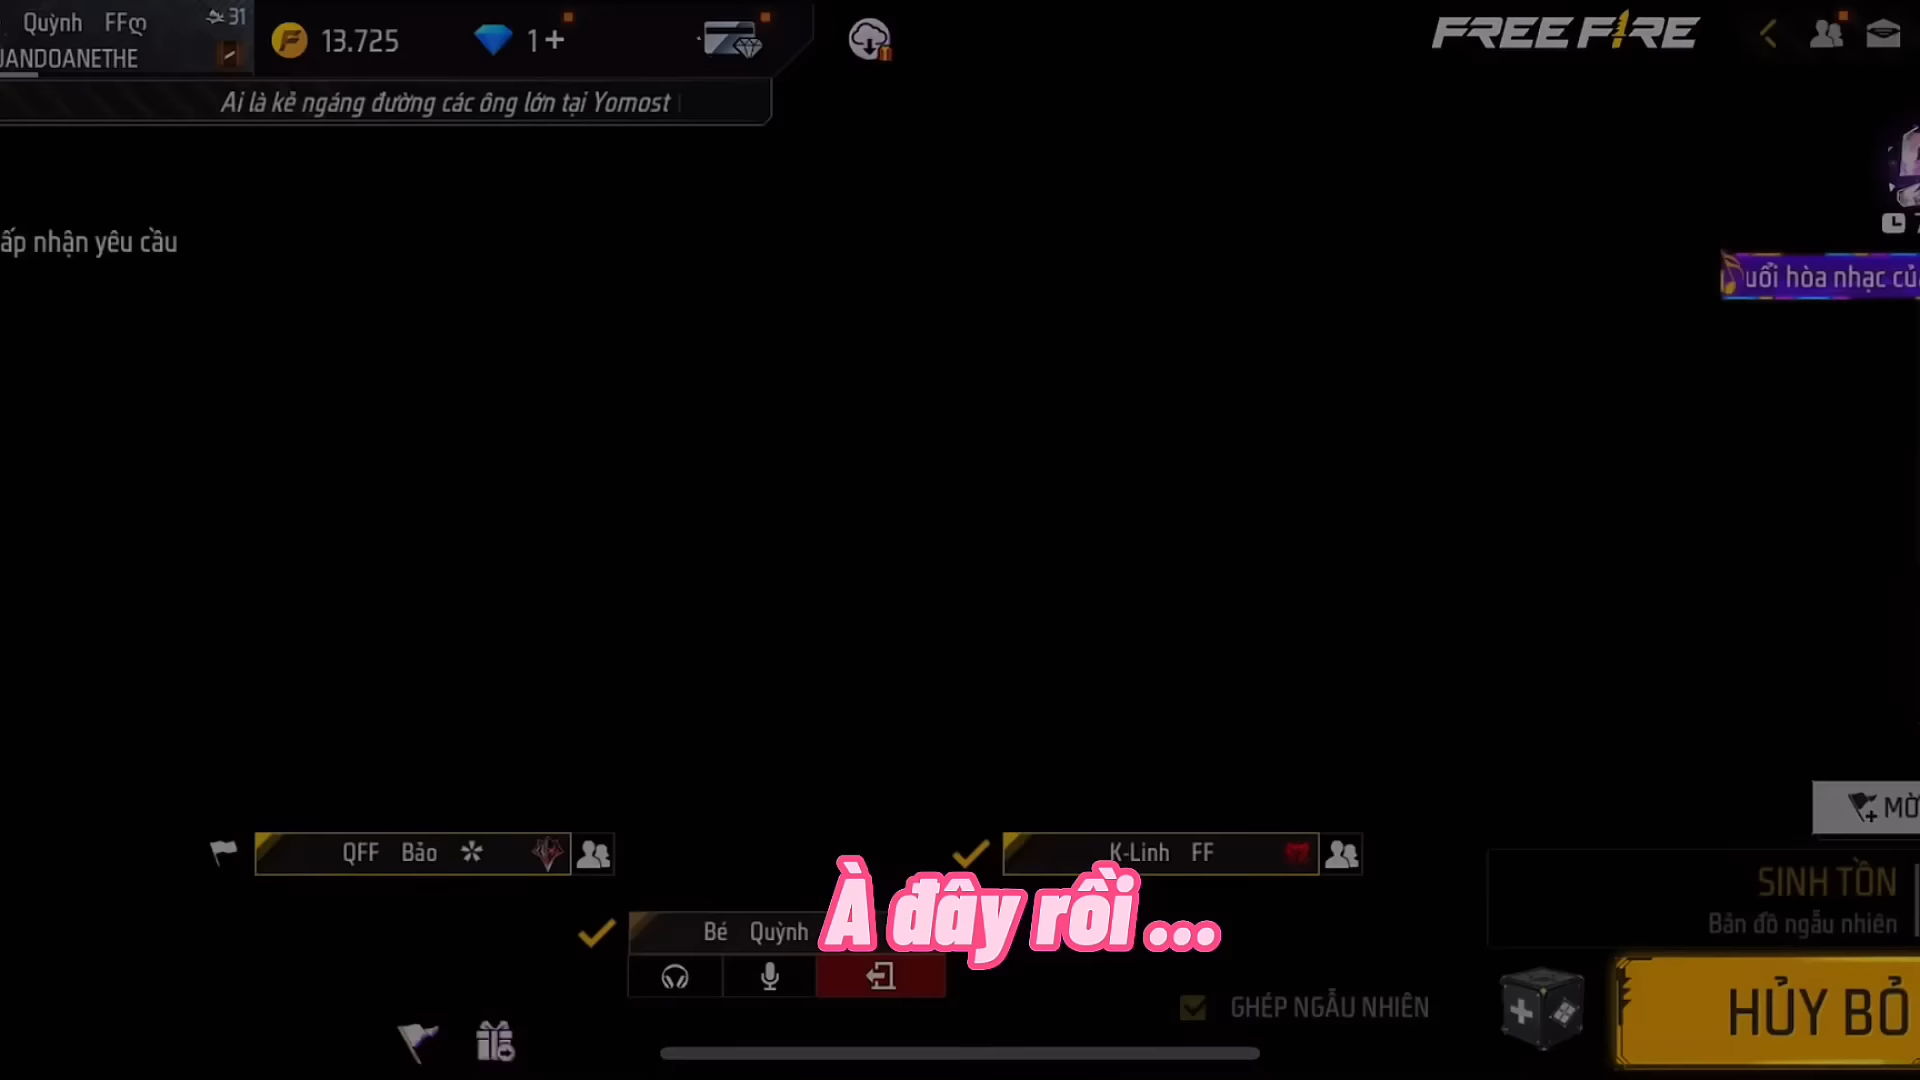 Quỳnh FFღ
31
JANDOANETHE
13.725
1+
FREE FIRE
Ai là kẻ ngáng đường các ông lớn tại Yomost
ấp nhận yêu cầu
uổi hòa nhạc củ
MỜ
QFF Bảo
K-Linh FF
SINH TỒN
Bản đồ ngẫu nhiên
Bé Quỳnh
À đây rồi ...
GHÉP NGẪU NHIÊN
HỦY BỎ